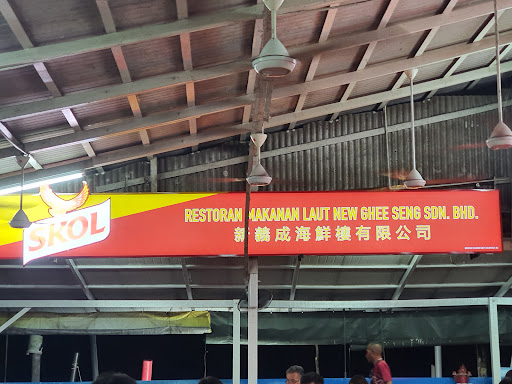 SKOL
RESTORAN MAKANAN LAUT NEW GHEE SENG SDN. BHD.
新義成海鮮樓有限公司